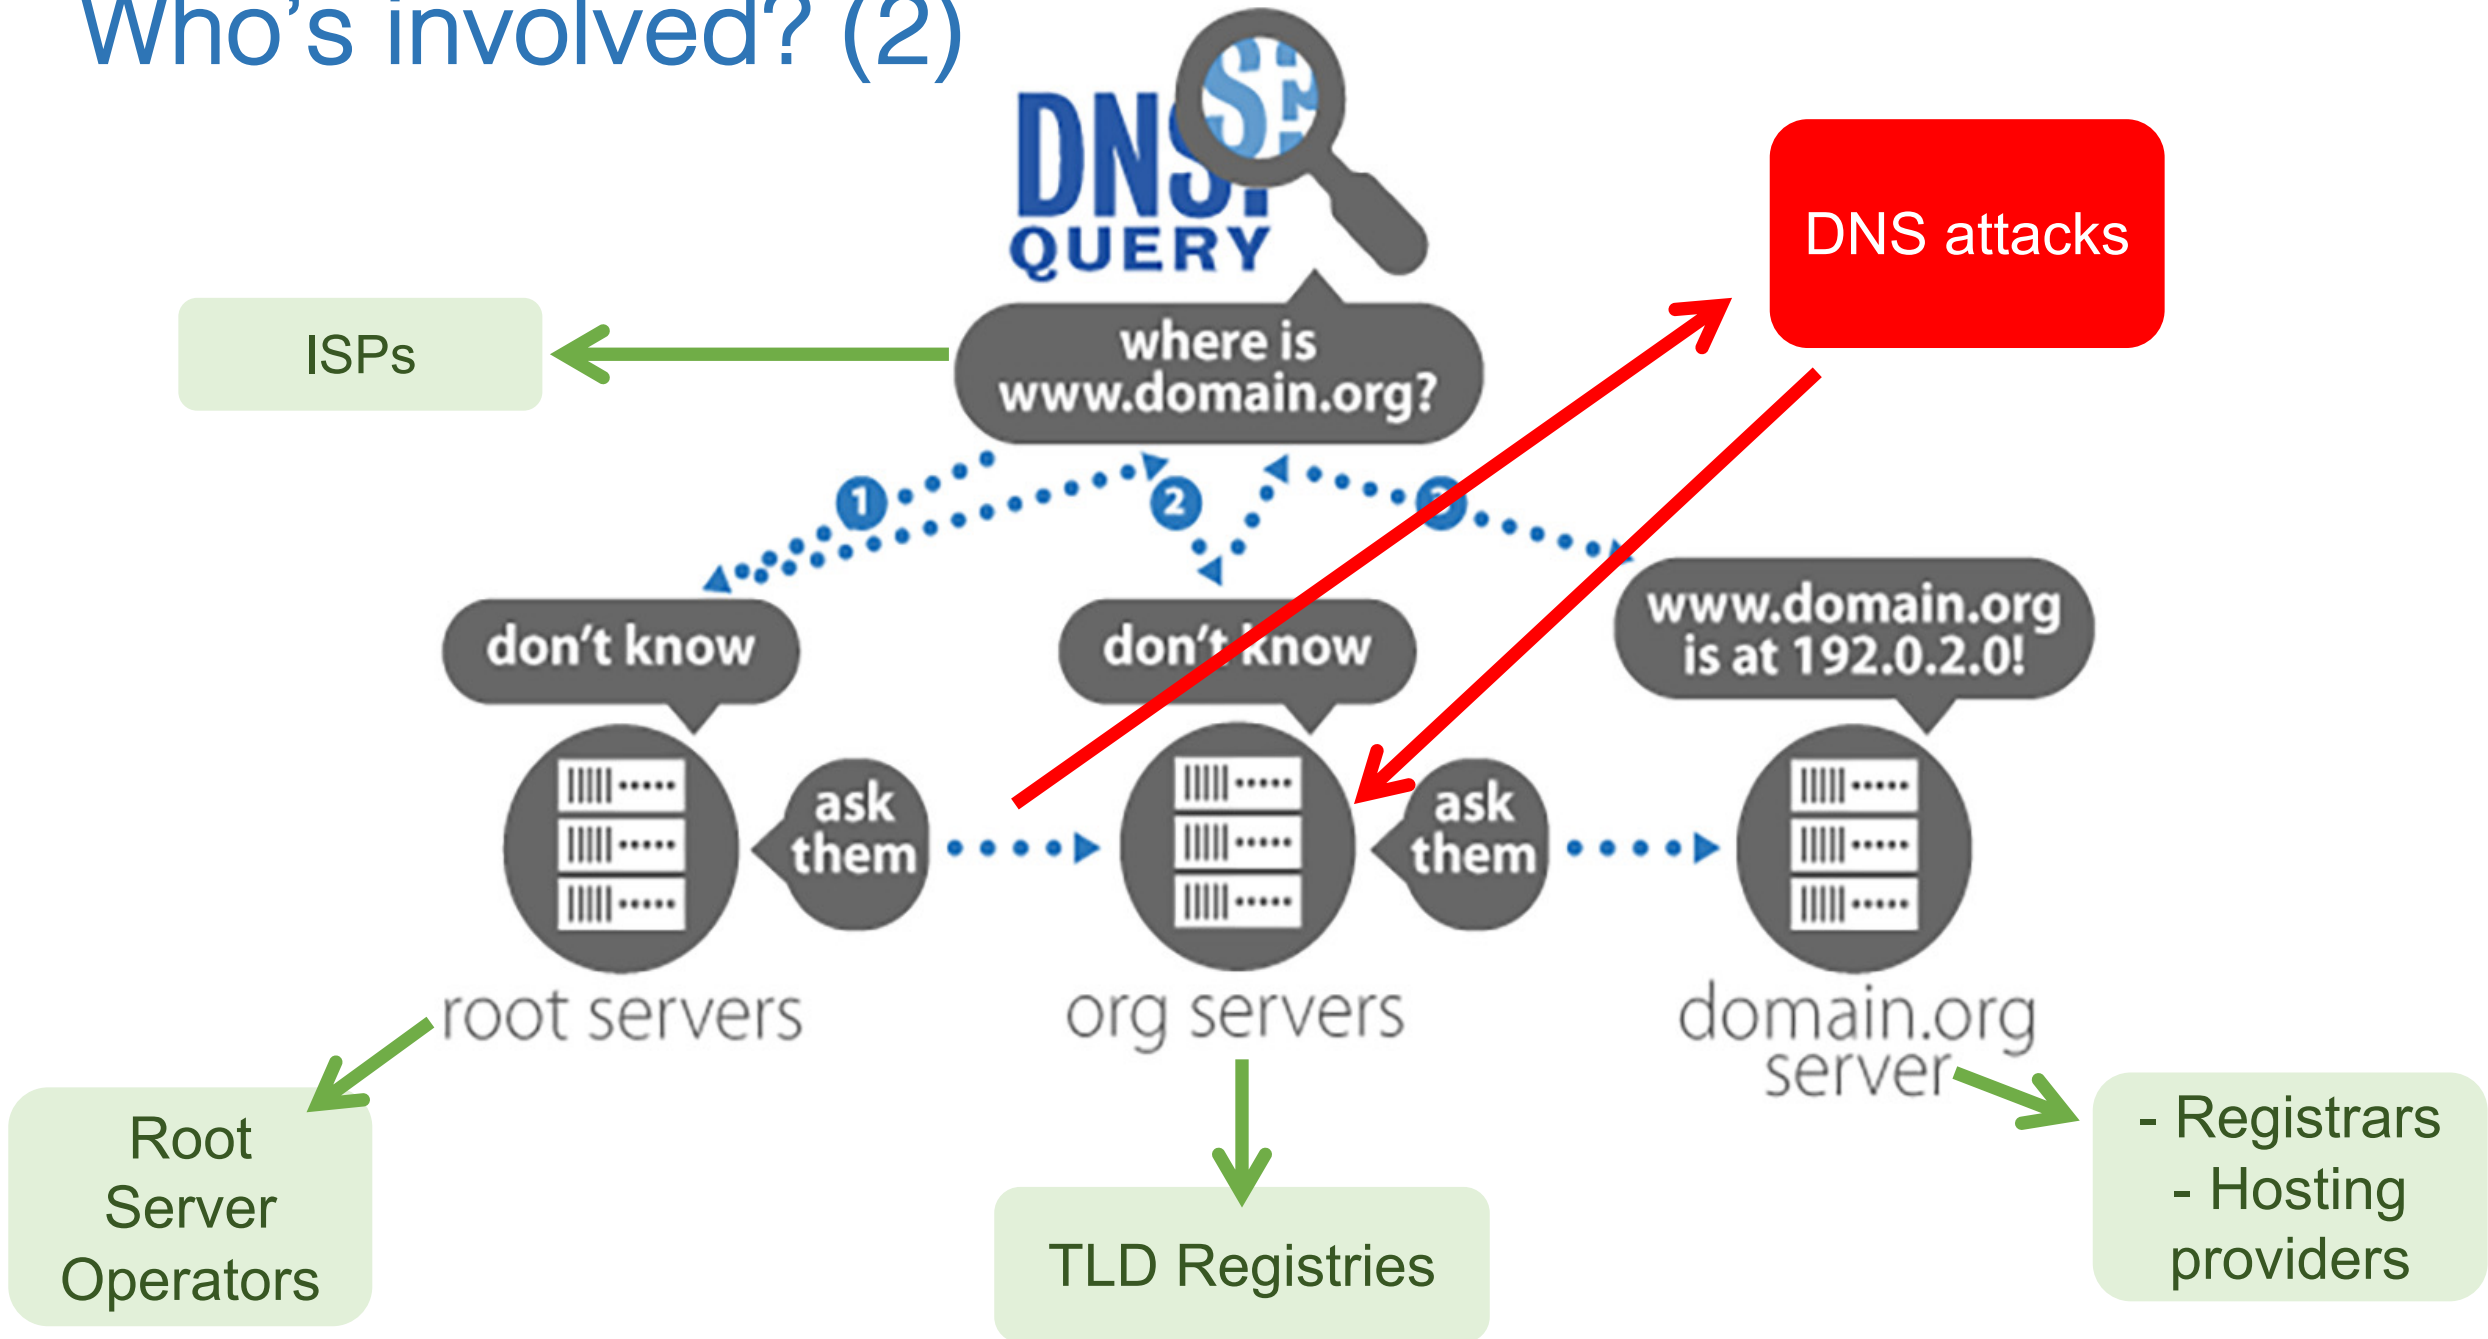 Who's involved? (2)
DNS
QUERY
DNS attacks
ISPs
where is
www.domain.org?
1
2
3
don't know
don't know
www.domain.org
is at 192.0.2.0!
ask
them
ask
them
root servers
org servers
domain.org
server
Root
Server
Operators
TLD Registries
- Registrars
- Hosting
providers